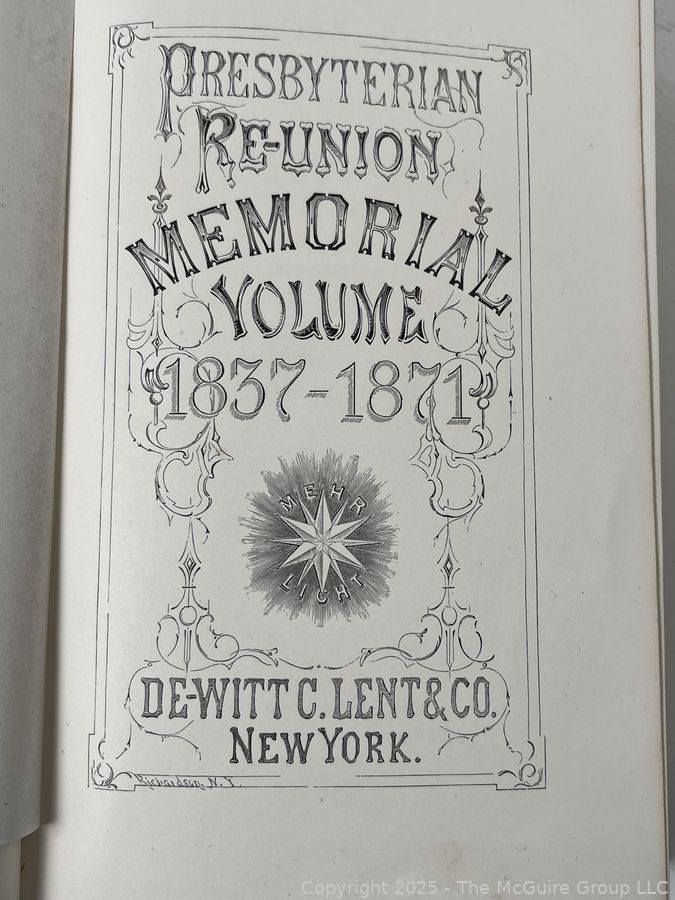 PRESBYTERIAN
RE-UNION
MEMORIAL
VOLUME
1837-1871
MEHR
LICHT
DE-WITT C. LENT & CO.
NEW YORK.
Richardson, N.Y.
Copyright 2025 - The McGuire Group LLC